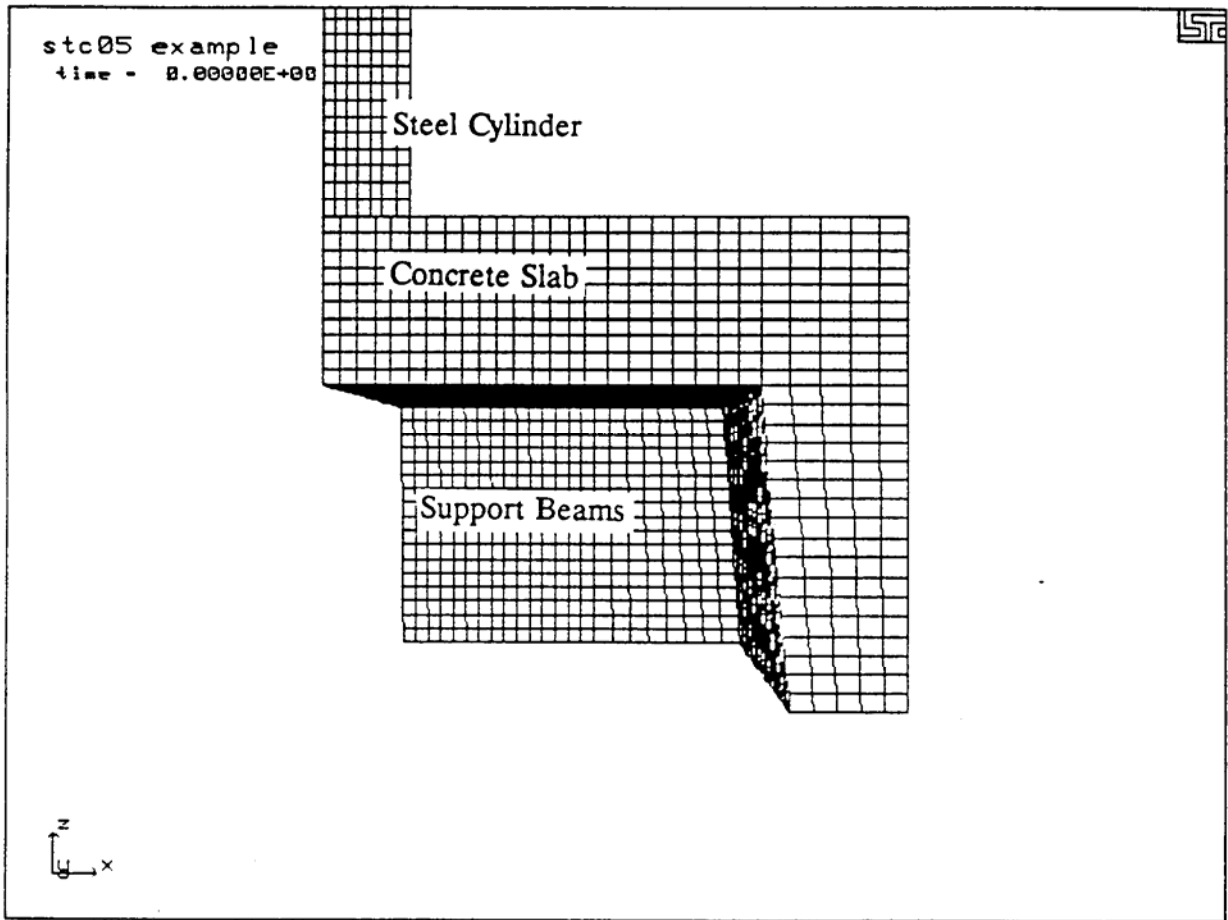 stc05 example
time = 0.00000E+00
Steel Cylinder
Concrete Slab
Support Beams
z
y
x